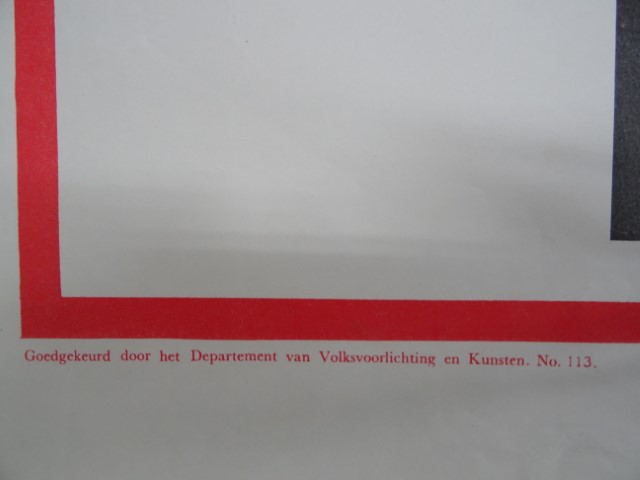 Goedgekeurd door het Departement van Volksvoorlichting en Kunsten. No. 113.